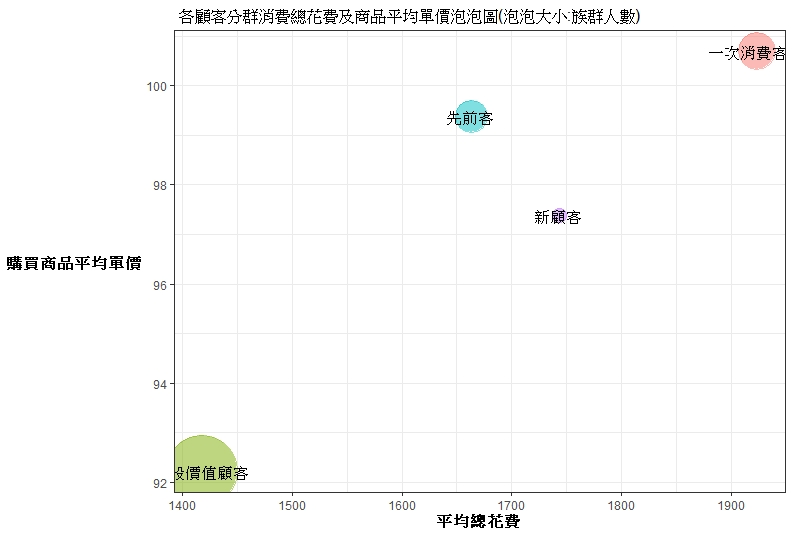 各顧客分群消費總花費及商品平均單價泡泡圖(泡泡大小:族群人數)
一次消費客
100
先前客
98
新顧客
購買商品平均單價
96
94
價值顧客
92
1400 1500 1600 1700 1800 1900
平均總花費